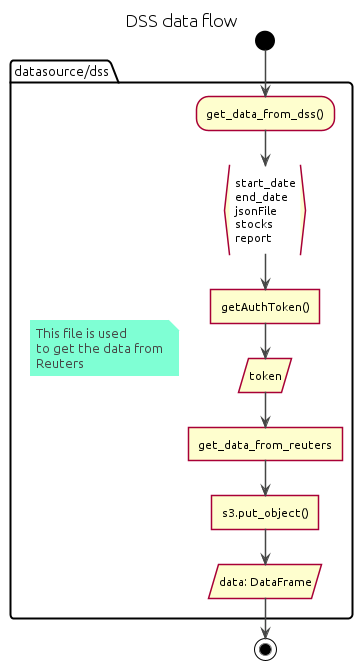 DSS data flow
datasource/dss
get_data_from_dss()
start_date
end_date
jsonFile
stocks
report
getAuthToken()
This file is used
to get the data from
Reuters
token
get_data_from_reuters
s3.put_object()
data: DataFrame